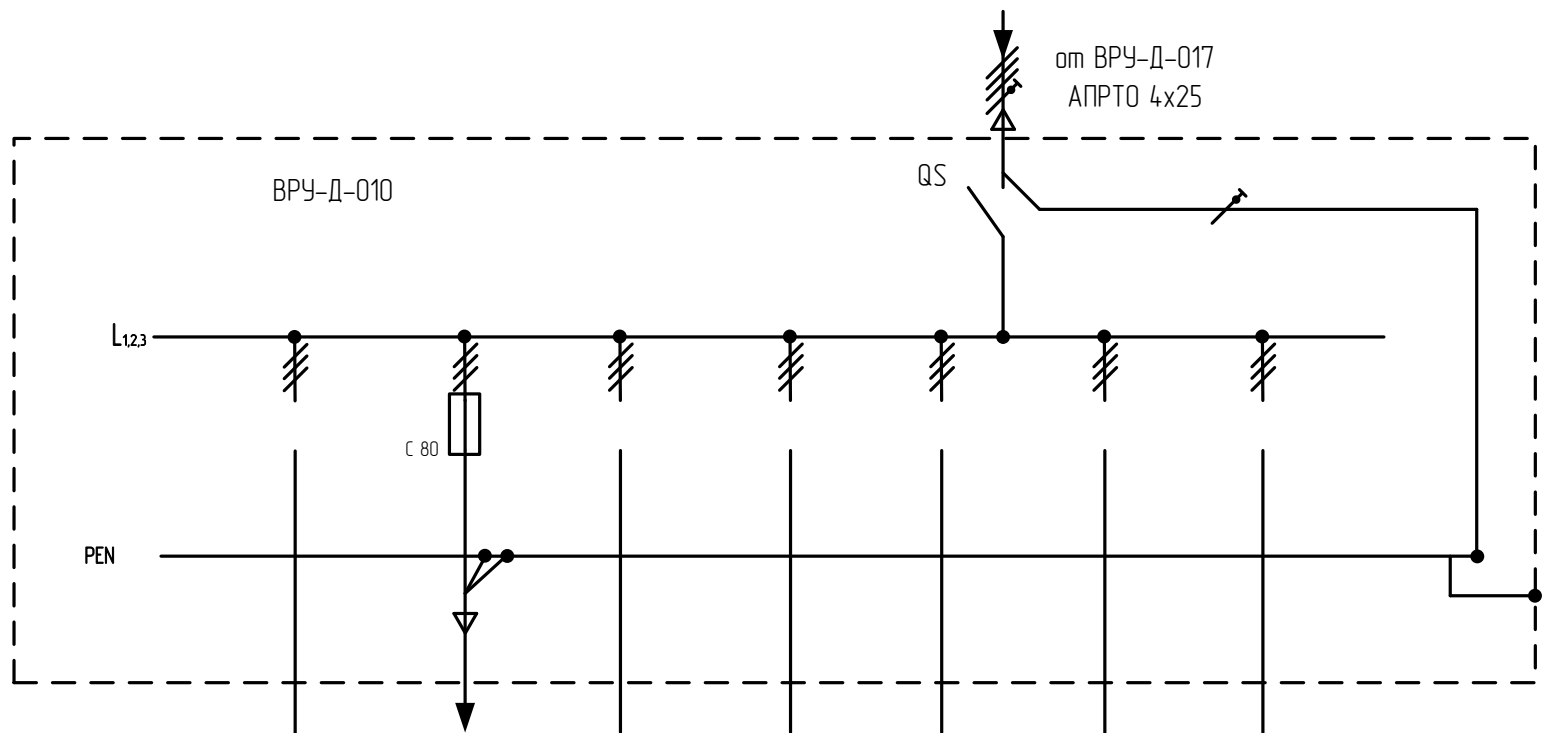 от ВРУ-Д-017
АПРТО 4х25
QS
ВРУ-Д-010
L1,2,3
С 80
PEN